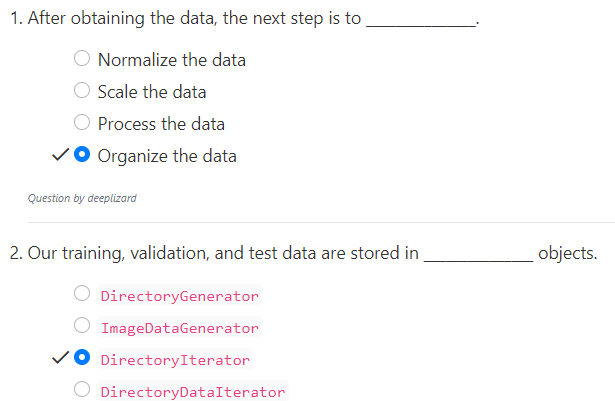 1. After obtaining the data, the next step is to ______________.
Normalize the data
Scale the data
Process the data
Organize the data
Question by deeplizard
2. Our training, validation, and test data are stored in ______________ objects.
DirectoryGenerator
ImageDataGenerator
DirectoryIterator
DirectoryDataIterator